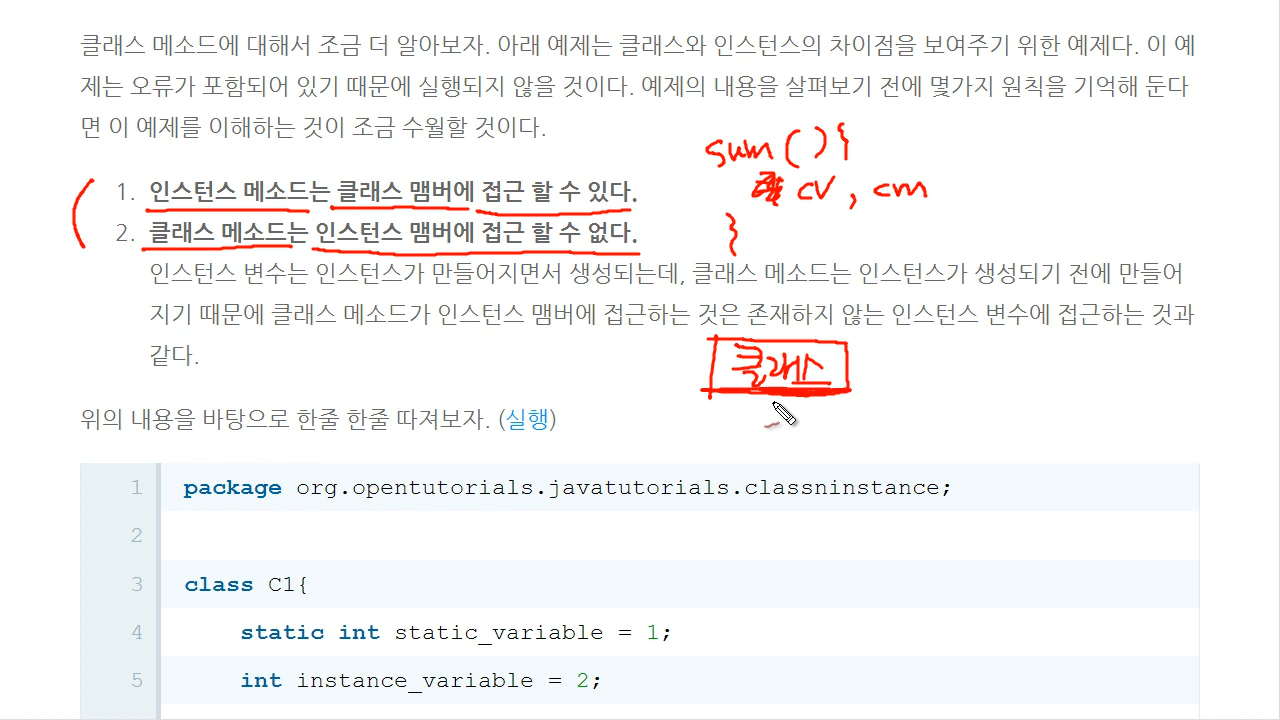 클래스 메소드에 대해서 조금 더 알아보자. 아래 예제는 클래스와 인스턴스의 차이점을 보여주기 위한 예제다. 이 예
제는 오류가 포함되어 있기 때문에 실행되지 않을 것이다. 예제의 내용을 살펴보기 전에 몇가지 원칙을 기억해 둔다
면 이 예제를 이해하는 것이 조금 수월할 것이다.
sum(){
1. 인스턴스 메소드는 클래스 맴버에 접근 할 수 있다.
cv, cm
2. 클래스 메소드는 인스턴스 맴버에 접근 할 수 없다.
}
인스턴스 변수는 인스턴스가 만들어지면서 생성되는데, 클래스 메소드는 인스턴스가 생성되기 전에 만들어
지기 때문에 클래스 메소드가 인스턴스 맴버에 접근하는 것은 존재하지 않는 인스턴스 변수에 접근하는 것과
같다.
클래스
위의 내용을 바탕으로 한줄 한줄 따져보자. (실행)
1 package org.opentutorials.javatutorials.classninstance;
2
3 class C1{
4 static int static_variable = 1;
5 int instance_variable = 2;